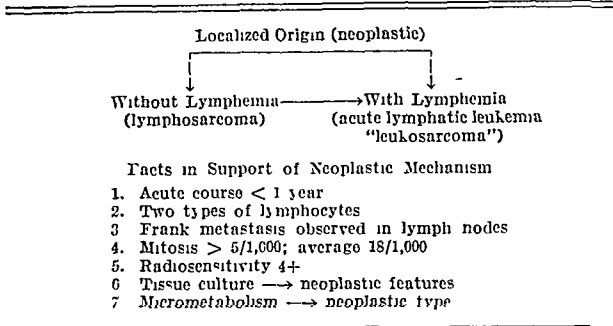 Localized Origin (neoplastic)
Without Lymphemia → With Lymphemia
(lymphosarcoma) (acute lymphatic leukemia
"leukosarcoma")
Facts in Support of Neoplastic Mechanism
1. Acute course < 1 year
2. Two types of lymphocytes
3 Frank metastasis observed in lymph nodes
4. Mitosis > 5/1,000; average 18/1,000
5. Radiosensitivity 4+
6 Tissue culture → neoplastic features
7 Micrometabolism → neoplastic type